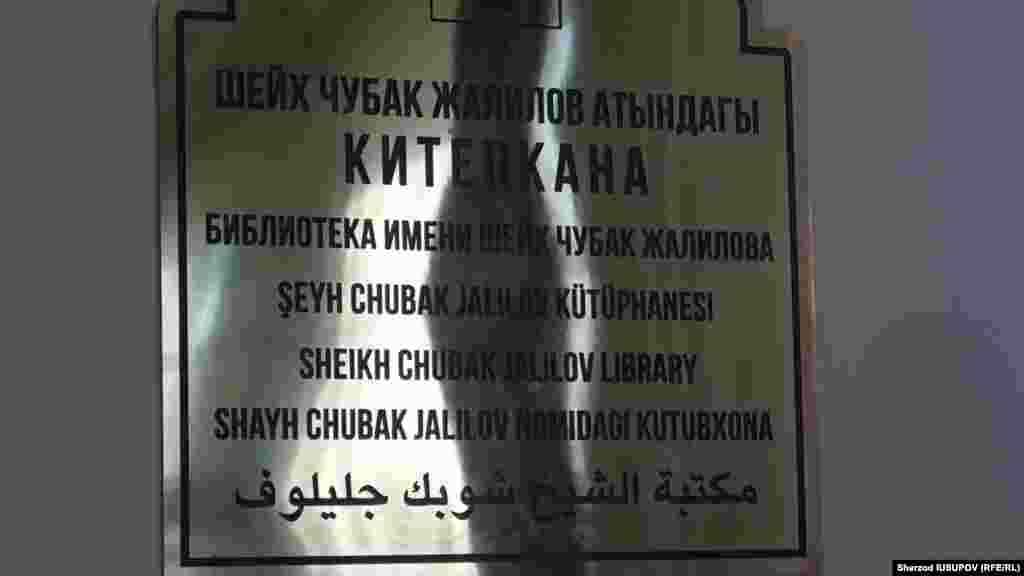 ШЕЙХ ЧУБАК ЖАЛИЛОВ АТЫНДАГЫ
КИТЕПКАНА
БИБЛИОТЕКА ИМЕНИ ШЕЙХ ЧУБАК ЖАЛИЛОВА
ŞEYH CHUBAK JALILOV KÜTÜPHANESI
SHEIKH CHUBAK JALILOV LIBRARY
SHAYH CHUBAK JALILOV NOMIDAGI KUTUBXONA
مكتبة الشيخ شوبك جليلوف
Sherzod IUSUPOV (RFE/RL)